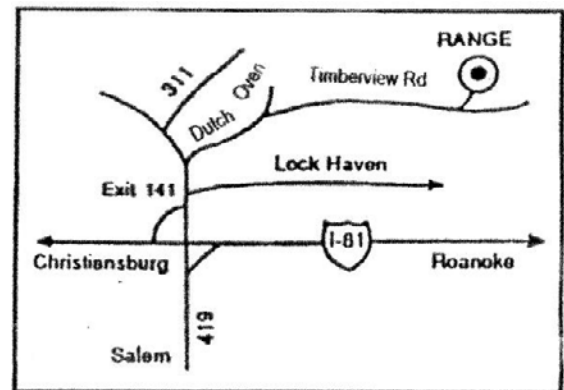 RANGE
311
Timberview Rd
Dutch Oven
Lock Haven
Exit 141
I-81
Christiansburg
Roanoke
419
Salem